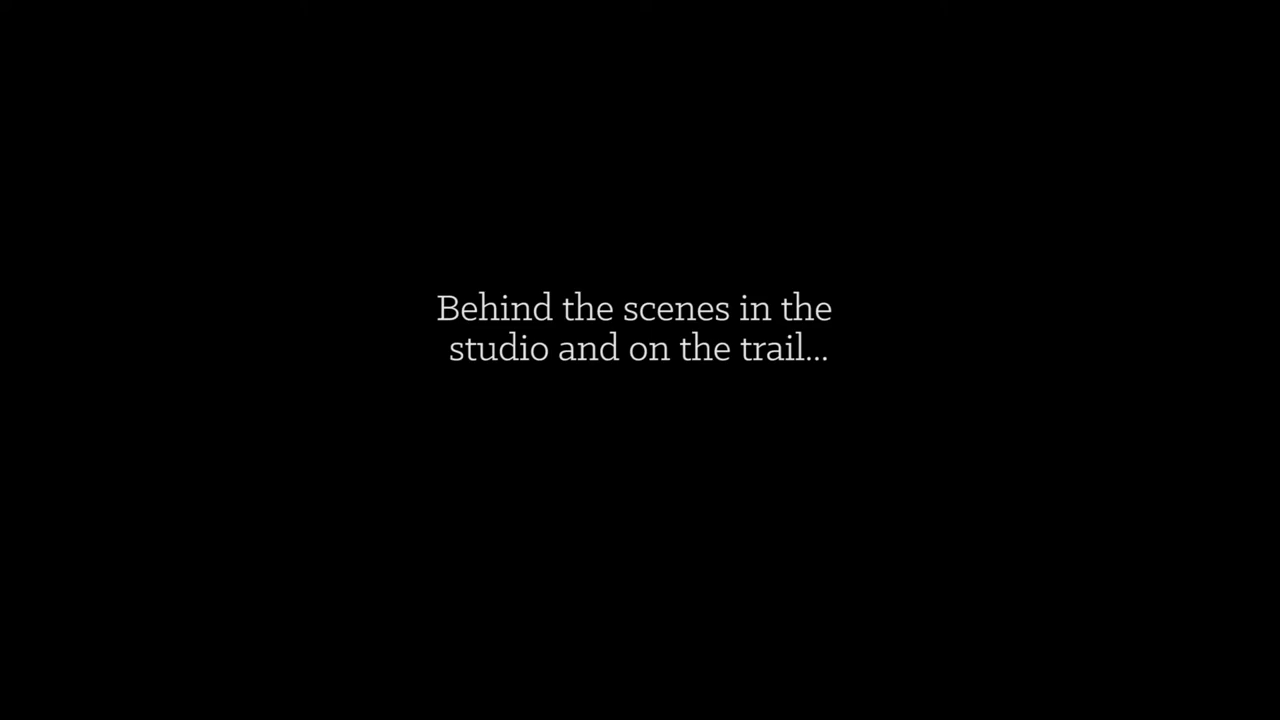 Behind the scenes in the
studio and on the trail...